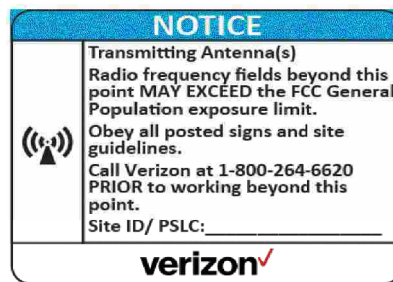 NOTICE
Transmitting Antenna(s)
Radio frequency fields beyond this
point MAY EXCEED the FCC General
Population exposure limit.
Obey all posted signs and site
guidelines.
Call Verizon at 1-800-264-6620
PRIOR to working beyond this
point.
Site ID/ PSLC:____________________
verizon✓